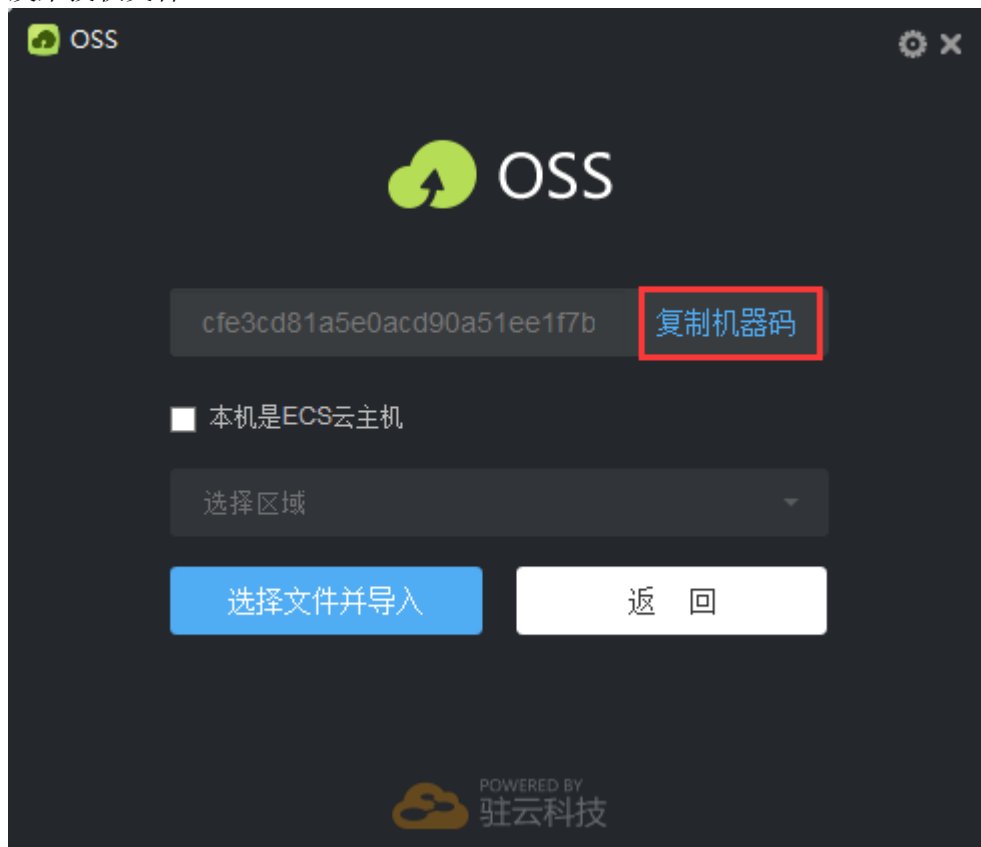 OSS
OSS
cfe3cd81a5e0acd90a51ee1f7b
复制机器码
本机是ECS云主机
选择区域
选择文件并导入
返 回
POWERED BY
驻云科技